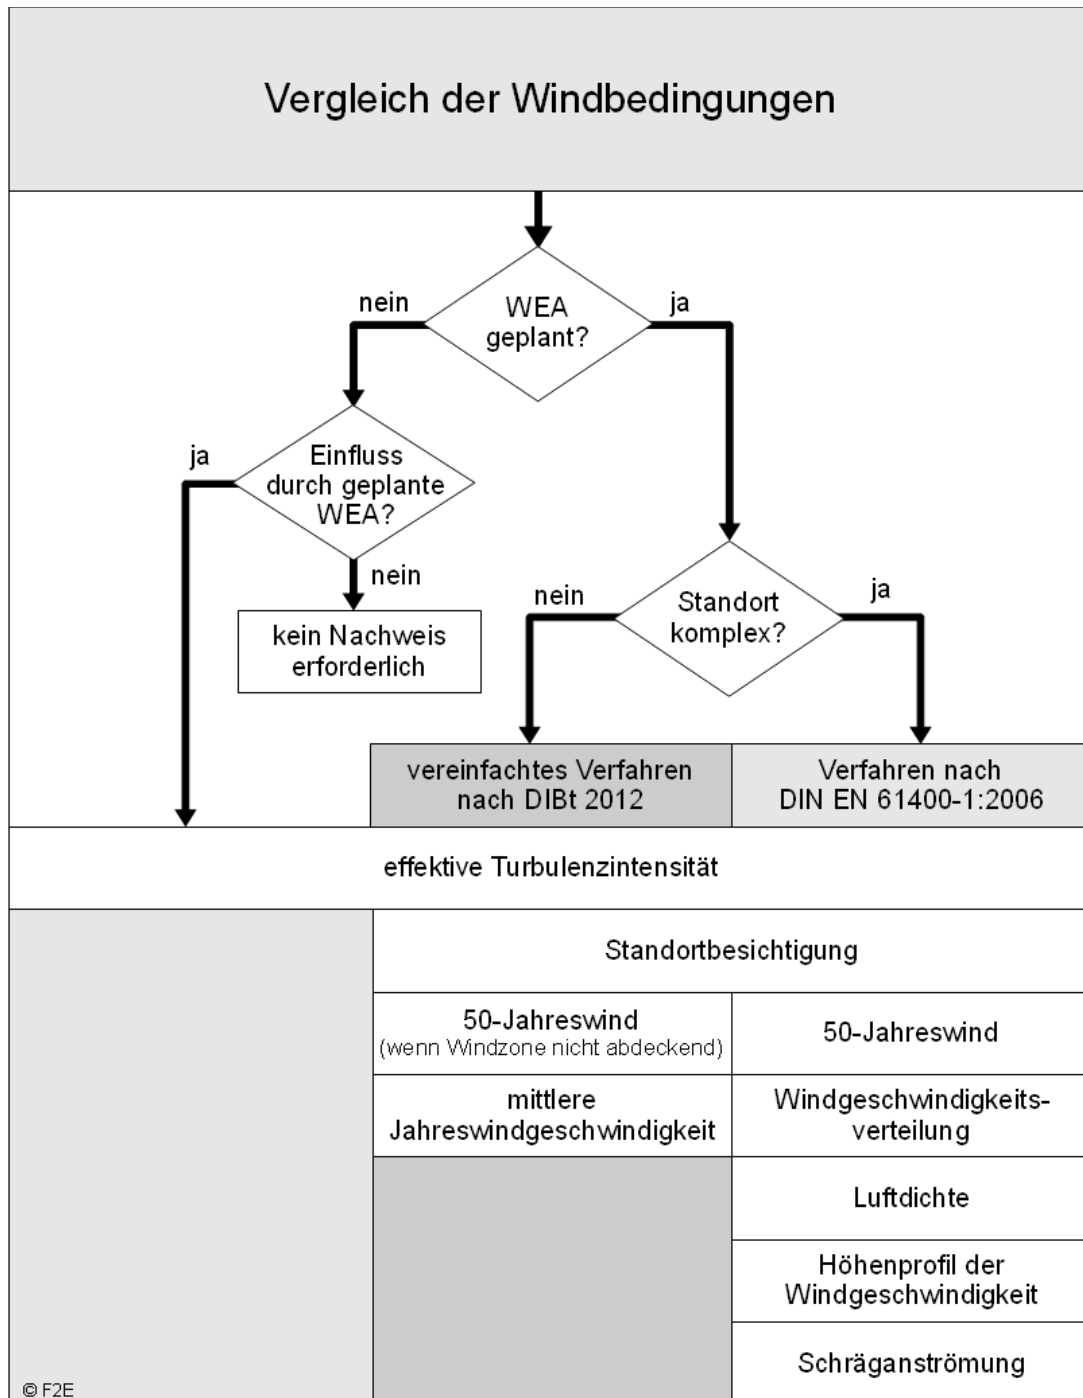 Vergleich der Windbedingungen
nein
WEA
geplant?
ja
ja
Einfluss
durch geplante
WEA?
nein
kein Nachweis
erforderlich
nein
Standort
komplex?
ja
vereinfachtes Verfahren
nach DIBt 2012
Verfahren nach
DIN EN 61400-1:2006
effektive Turbulenzintensität
Standortbesichtigung
50-Jahreswind
(wenn Windzone nicht abdeckend)
50-Jahreswind
mittlere
Jahreswindgeschwindigkeit
Windgeschwindigkeits-
verteilung
Luftdichte
Höhenprofil der
Windgeschwindigkeit
Schräganströmung
© F2E